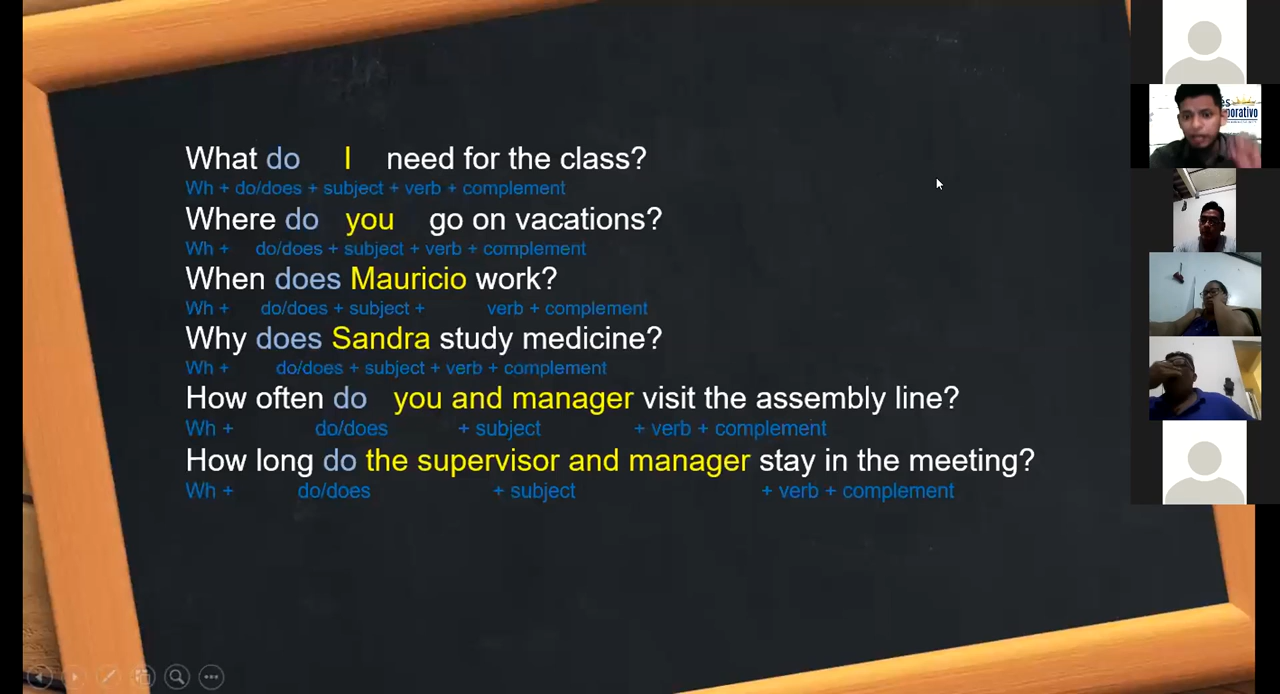 What do I need for the class?
Wh + do/does + subject + verb + complement
Where do you go on vacations?
Wh + do/does + subject + verb + complement
When does Mauricio work?
Wh + do/does + subject + verb + complement
Why does Sandra study medicine?
Wh + do/does + subject + verb + complement
How often do you and manager visit the assembly line?
Wh + do/does + subject + verb + complement
How long do the supervisor and manager stay in the meeting?
Wh + do/does + subject + verb + complement